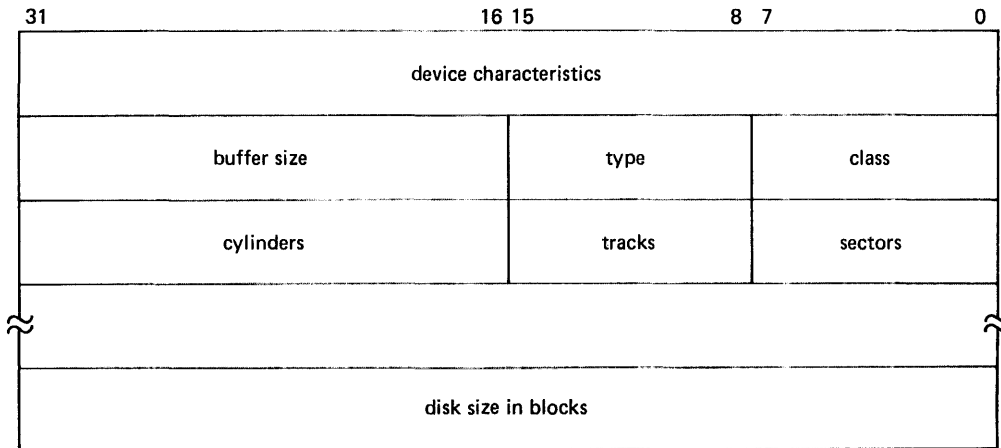 31 16 15 8 7 0
device characteristics
buffer size type class
cylinders tracks sectors
disk size in blocks